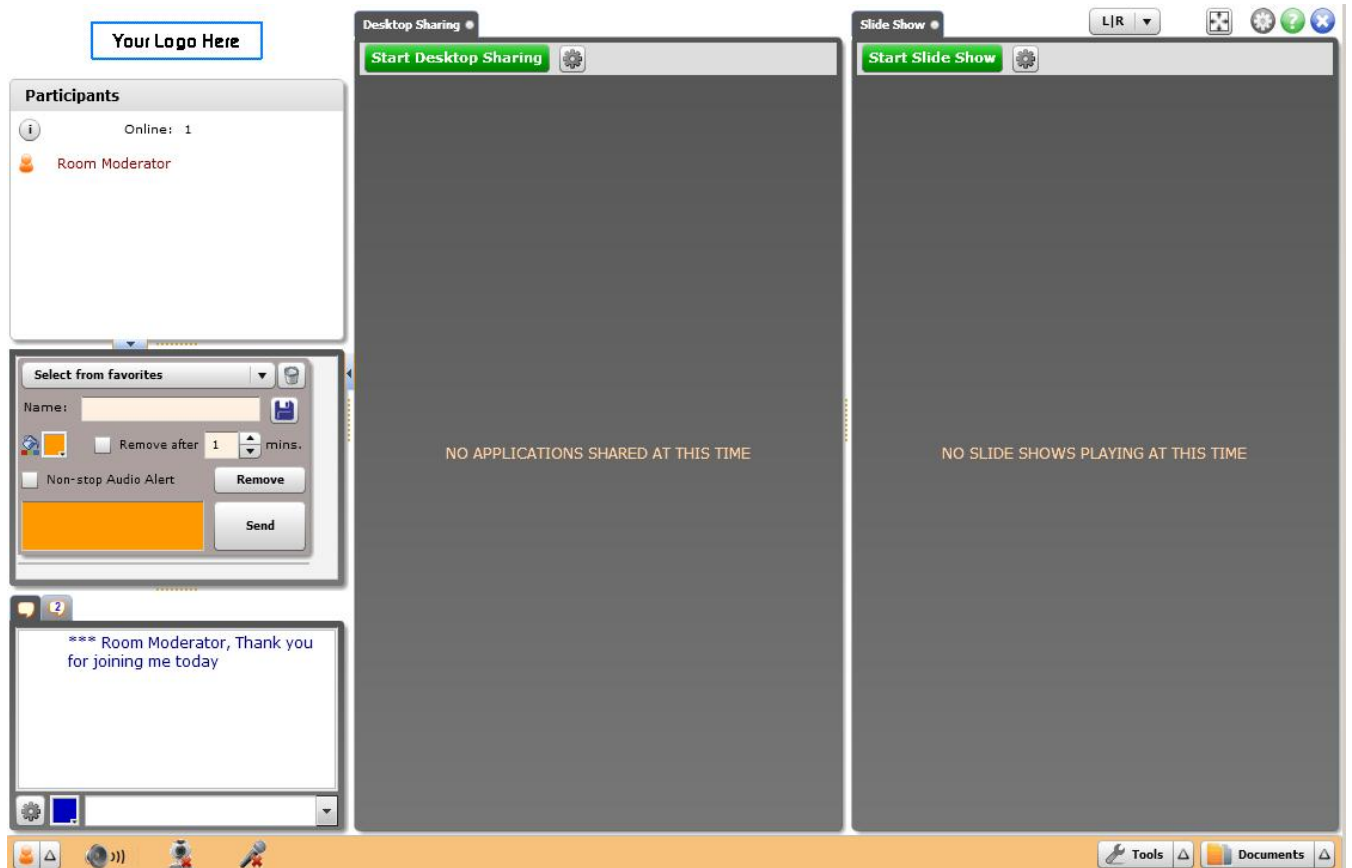 Your Logo Here
Participants
i
Online: 1
Room Moderator
Select from favorites
Name:
Remove after 1 mins.
Non-stop Audio Alert
Remove
Send
2
*** Room Moderator, Thank you
for joining me today
Desktop Sharing
Start Desktop Sharing
NO APPLICATIONS SHARED AT THIS TIME
Slide Show
L|R
?
Start Slide Show
NO SLIDE SHOWS PLAYING AT THIS TIME
Tools
Documents